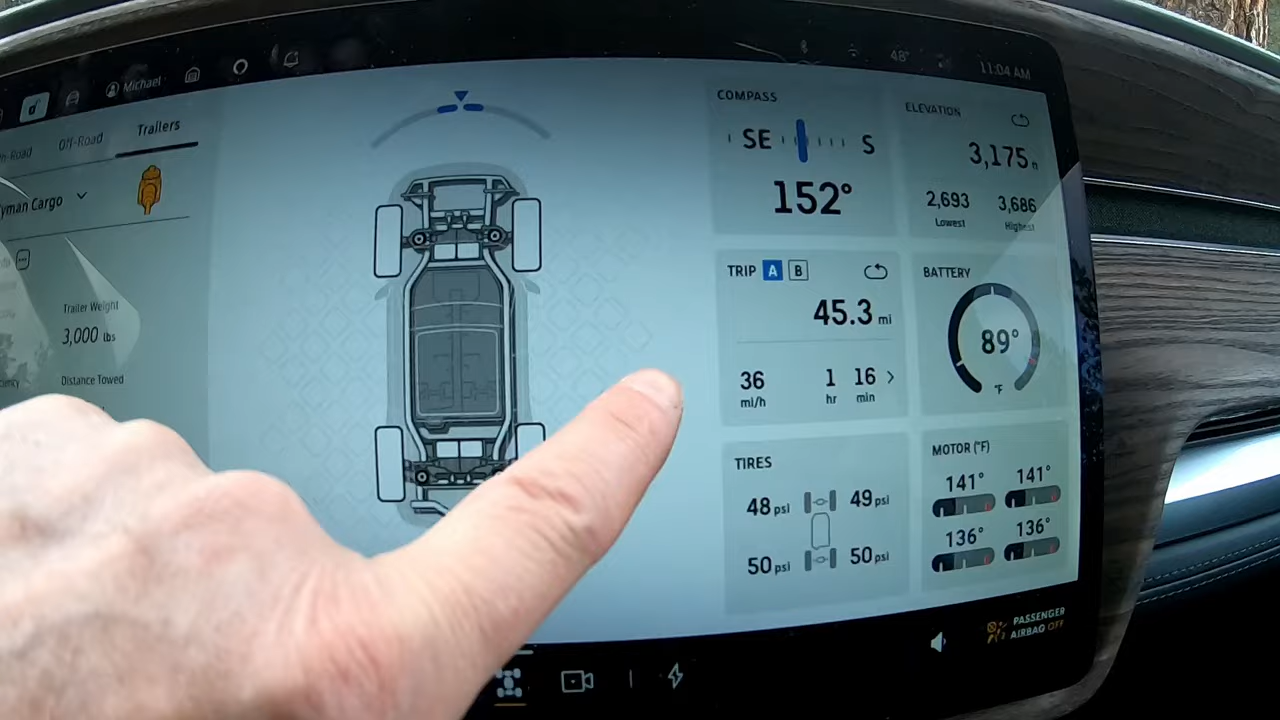 Michael
48°
11:04 AM
Off-Road
Trailers
Cargo
Trailer Weight
3,000 lbs
Distance Towed
COMPASS
SE
S
152°
ELEVATION
3,175 ft
2,693
Lowest
3,686
Highest
TRIP A B
45.3 mi
36
mi/h
1
hr
16
min
BATTERY
89°
°F
TIRES
48 psi
49 psi
50 psi
50 psi
MOTOR (°F)
141°
141°
136°
136°
PASSENGER
AIRBAG OFF